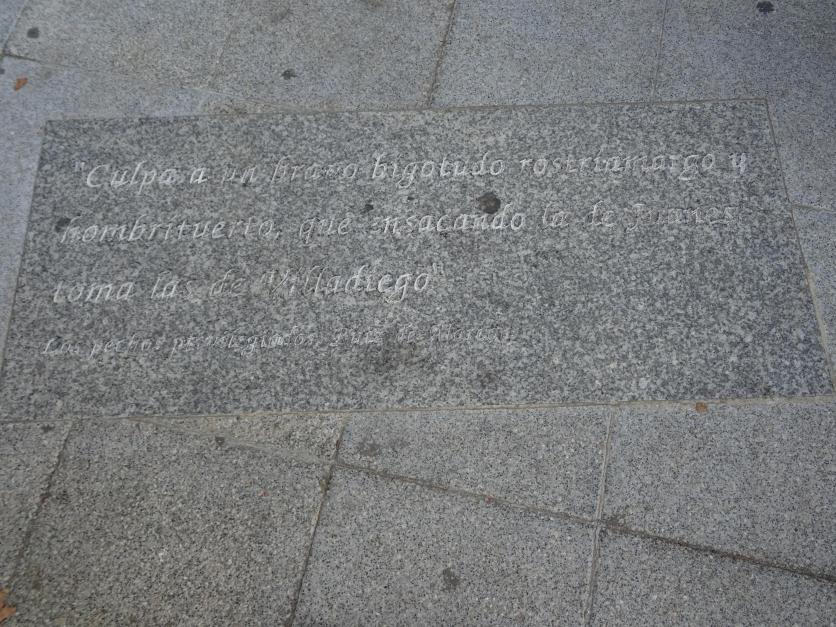 "Culpa a un bravo bigotudo rostriamargo y
hombrituerto, que ensacando la de Juanes
toma las de Villadiego"
Los pechos privilegiados, Ruiz de Alarcón